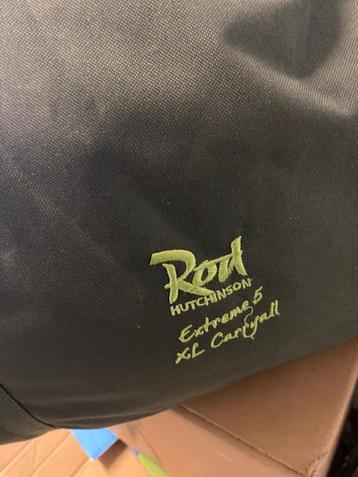 Rod
HUTCHINSON
Extreme 5
XL Carryall